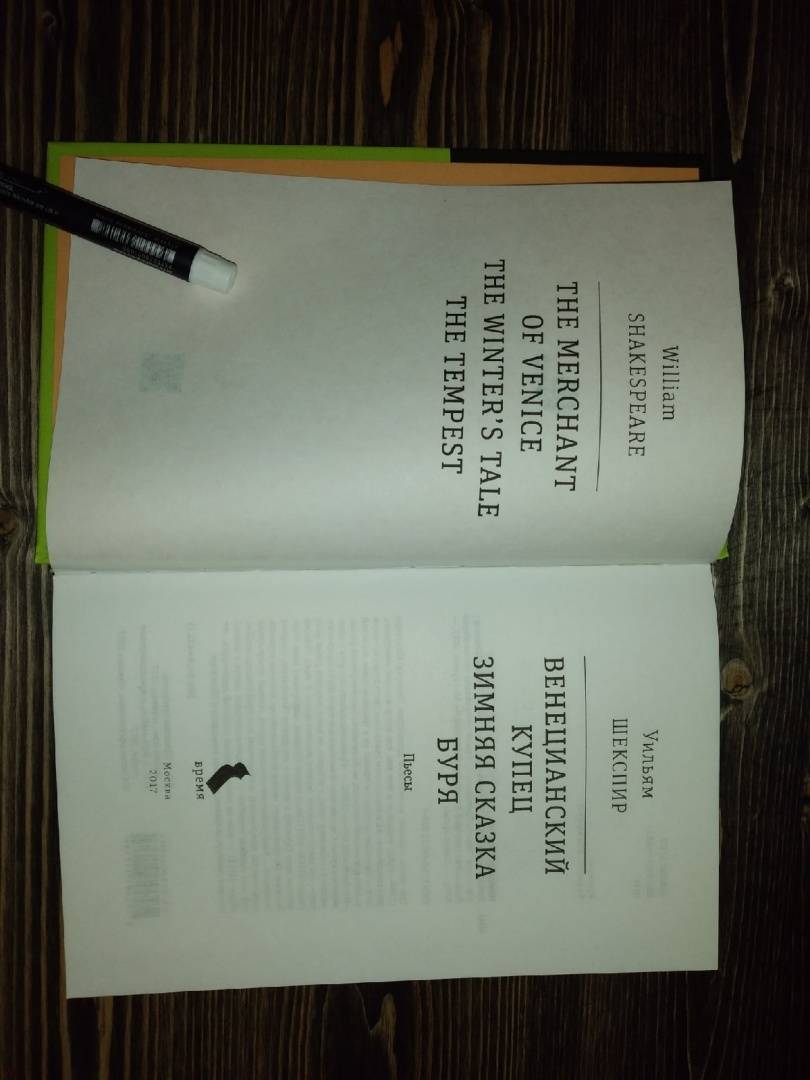 William
SHAKESPEARE
THE MERCHANT
OF VENICE
THE WINTER'S TALE
THE TEMPEST
Уильям
ШЕКСПИР
ВЕНЕЦИАНСКИЙ
КУПЕЦ
ЗИМНЯЯ СКАЗКА
БУРЯ
Пьесы
время
Москва
2017